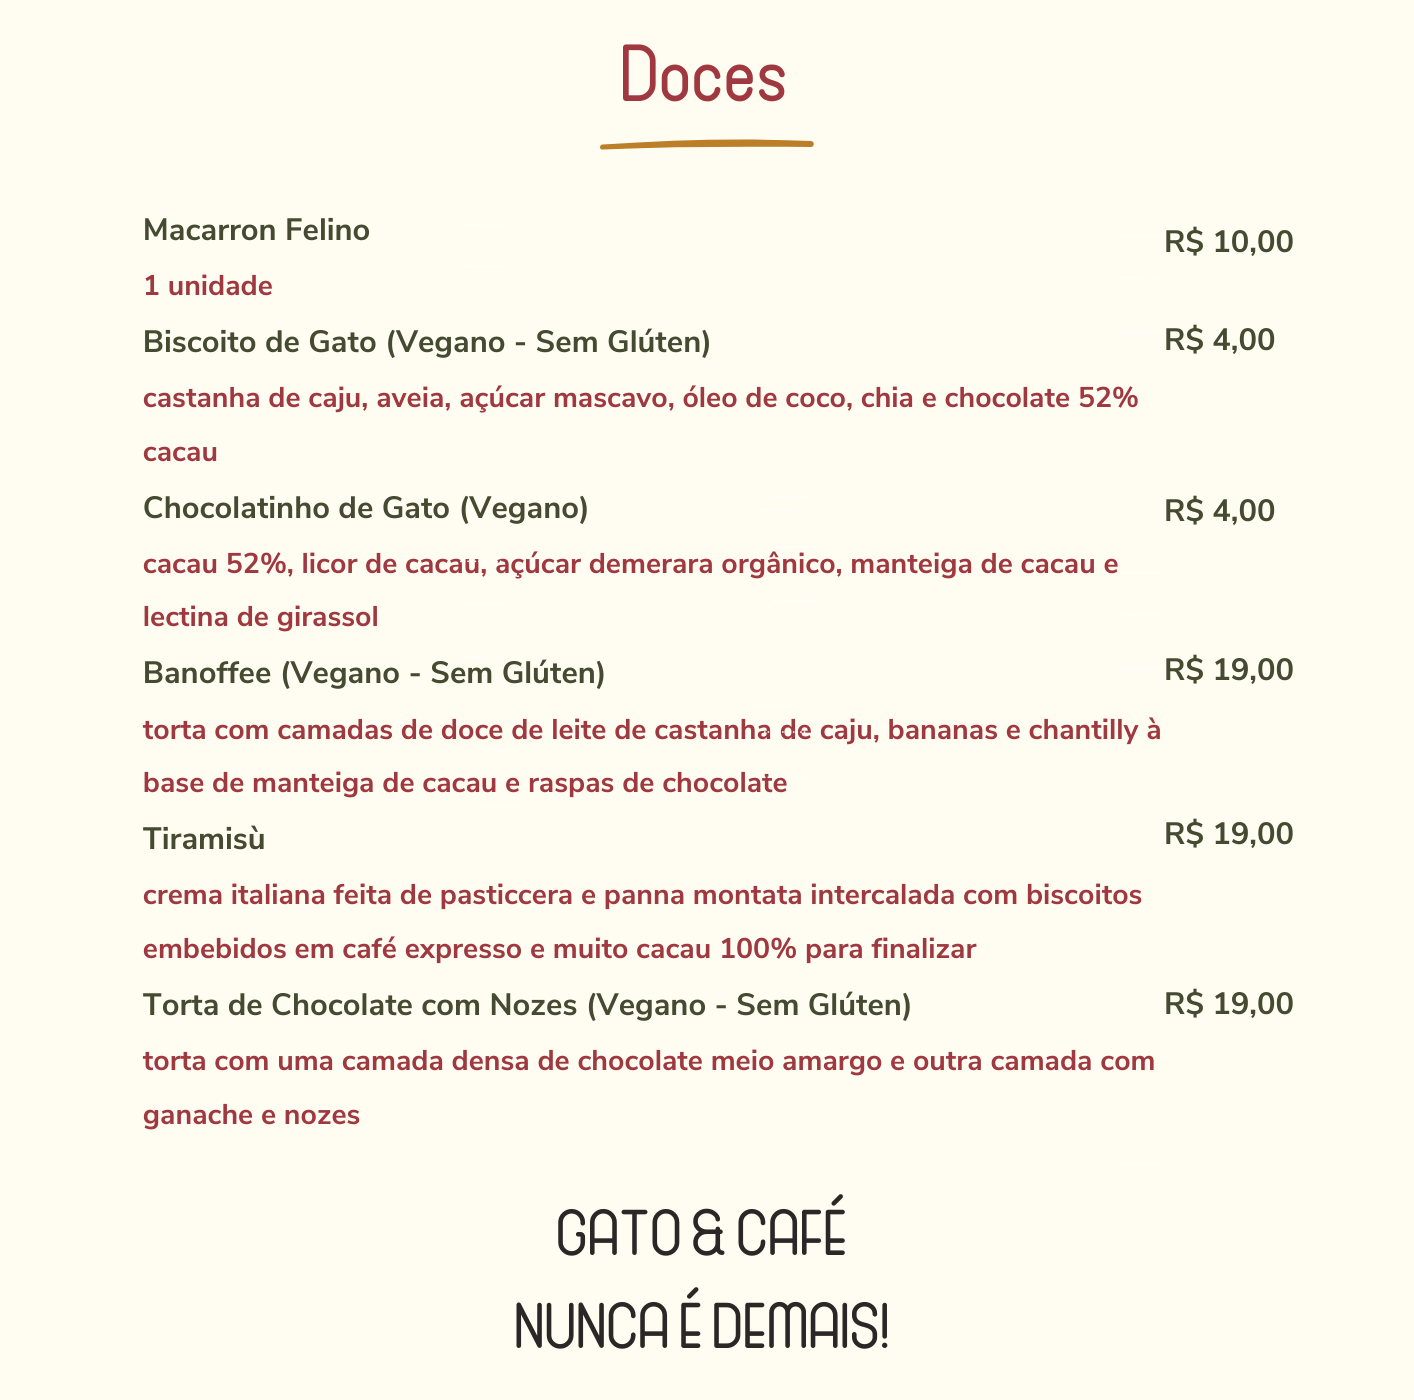 Doces
Macarron Felino
R$ 10,00
1 unidade
Biscoito de Gato (Vegano - Sem Glúten)
R$ 4,00
castanha de caju, aveia, açúcar mascavo, óleo de coco, chia e chocolate 52%
cacau
Chocolatinho de Gato (Vegano)
R$ 4,00
cacau 52%, licor de cacau, açúcar demerara orgânico, manteiga de cacau e
lectina de girassol
Banoffee (Vegano - Sem Glúten)
R$ 19,00
torta com camadas de doce de leite de castanha de caju, bananas e chantilly à
base de manteiga de cacau e raspas de chocolate
Tiramisù
R$ 19,00
crema italiana feita de pasticcera e panna montata intercalada com biscoitos
embebidos em café expresso e muito cacau 100% para finalizar
Torta de Chocolate com Nozes (Vegano - Sem Glúten)
R$ 19,00
torta com uma camada densa de chocolate meio amargo e outra camada com
ganache e nozes
GATO & CAFÉ
NUNCA É DEMAIS!